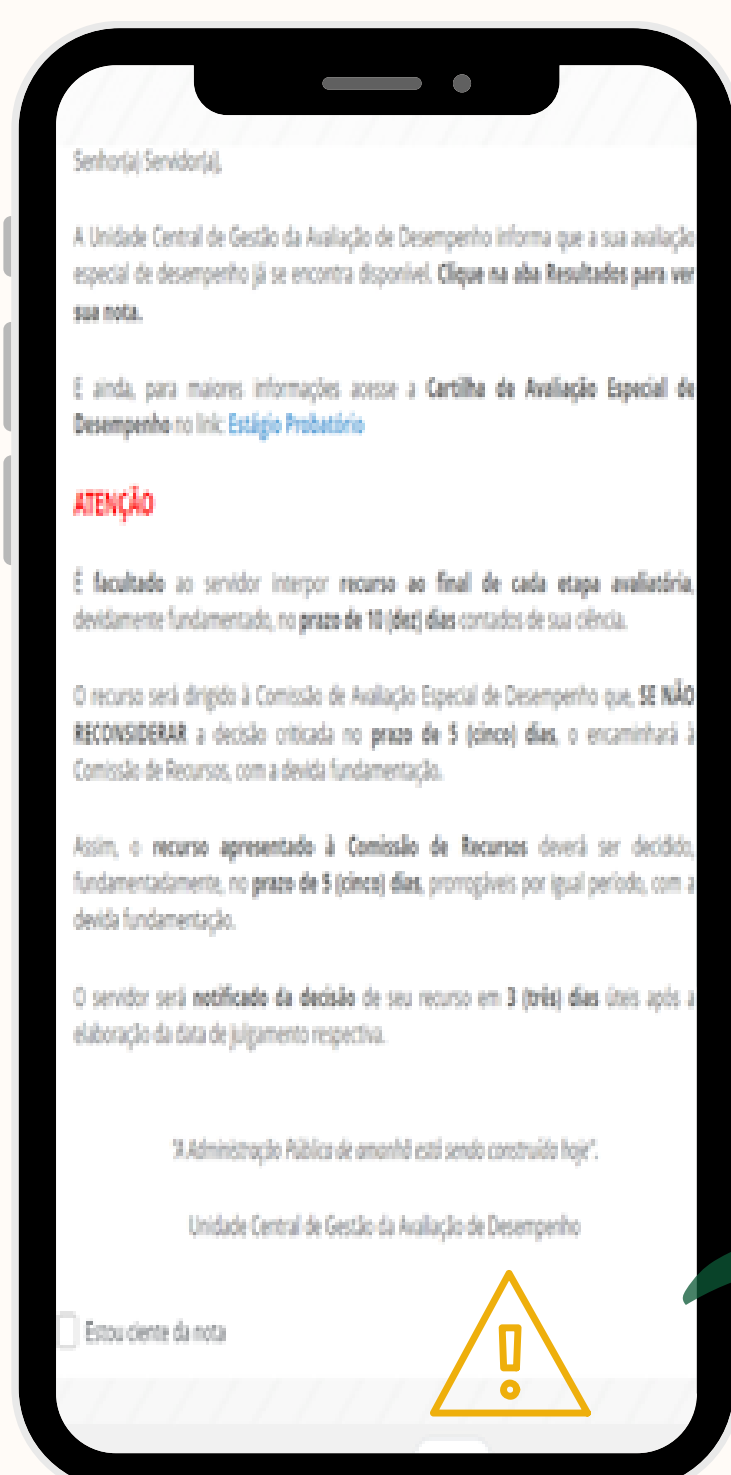 Senhor(a) Servidor(a),
A Unidade Central de Gestão da Avaliação de Desempenho informa que a sua avaliação
especial de desempenho já se encontra disponível. Clique na aba Resultados para ver
sua nota.
E ainda, para maiores informações acesse a Cartilha de Avaliação Especial de
Desempenho no link: Estágio Probatório
ATENÇÃO
É facultado ao servidor interpor recurso ao final de cada etapa avaliatória,
devidamente fundamentado, no prazo de 10 (dez) dias contados de sua ciência.
O recurso será dirigido à Comissão de Avaliação Especial de Desempenho que, SE NÃO
RECONSIDERAR a decisão criticada no prazo de 5 (cinco) dias, o encaminhará à
Comissão de Recursos, com a devida fundamentação.
Assim, o recurso apresentado à Comissão de Recursos deverá ser decidido,
fundamentadamente, no prazo de 5 (cinco) dias, prorrogáveis por igual período, com a
devida fundamentação.
O servidor será notificado da decisão de seu recurso em 3 (três) dias úteis após a
elaboração da data de julgamento respectiva.
"A Administração Pública de amanhã está sendo construída hoje".
Unidade Central de Gestão da Avaliação de Desempenho
Estou ciente da nota